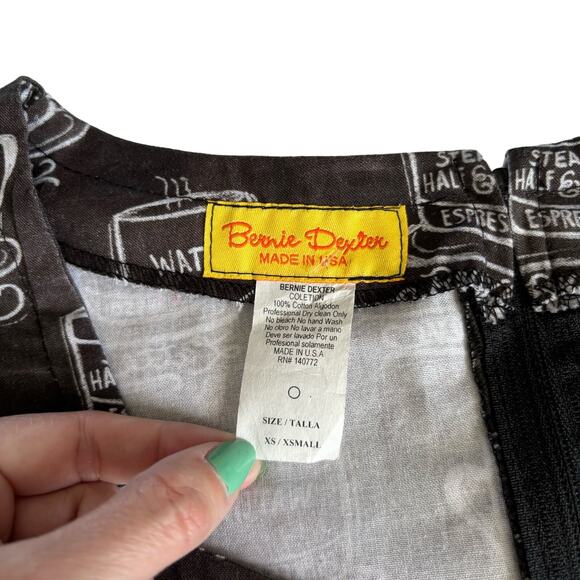 STEA
HALF &
ESPRES
STEA
HALF &
ESPRES
WAT
Bernie Dexter
MADE IN USA
BERNIE DEXTER
COLETION
100% Cotton Algodon
Professional Dry clean Only
No bleach No hand Wash
No cloro No lavar a mano
Deve ser lavado Por un
Profesional solamente
MADE IN U.S.A
RN# 140772
SIZE / TALLA
XS / XSMALL
HA